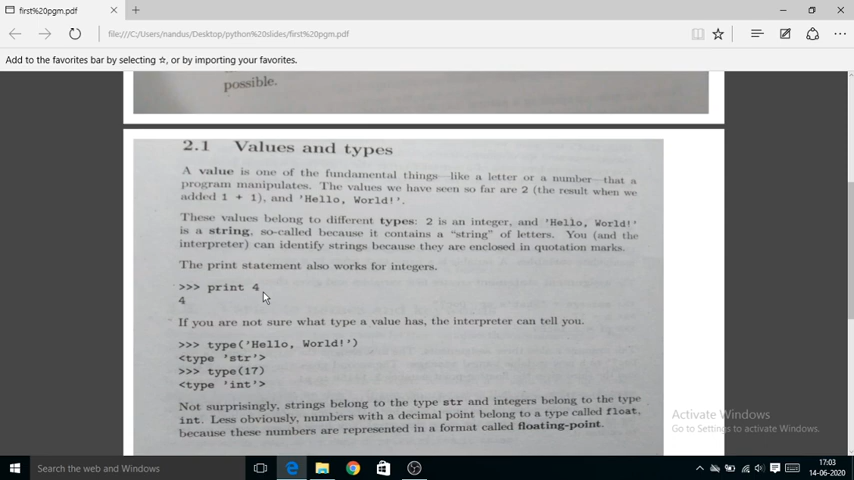 first%20pgm.pdf
file:///C:/Users/nandus/Desktop/python%20slides/first%20pgm.pdf
Add to the favorites bar by selecting ☆, or by importing your favorites.
possible.
2.1 Values and types
A value is one of the fundamental things—like a letter or a number—that a
program manipulates. The values we have seen so far are 2 (the result when we
added 1 + 1), and 'Hello, World!'.
These values belong to different types: 2 is an integer, and 'Hello, World!'
is a string, so-called because it contains a “string” of letters. You (and the
interpreter) can identify strings because they are enclosed in quotation marks.
The print statement also works for integers.
>>> print 4
4
If you are not sure what type a value has, the interpreter can tell you.
>>> type('Hello, World!')
<type 'str'>
>>> type(17)
<type 'int'>
Not surprisingly, strings belong to the type str and integers belong to the type
int. Less obviously, numbers with a decimal point belong to a type called float,
because these numbers are represented in a format called floating-point.
Activate Windows
Go to Settings to activate Windows.
Search the web and Windows
17:03
14-06-2020